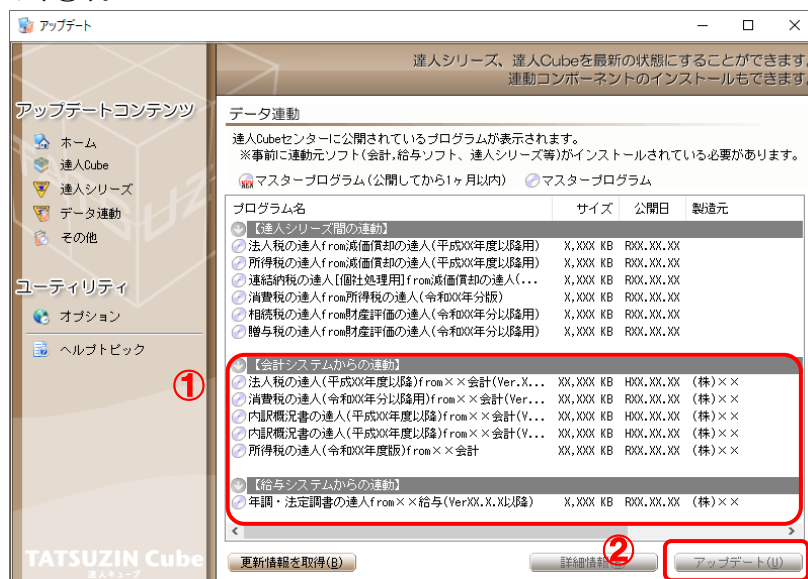 アップデート
達人シリーズ、達人Cubeを最新の状態にすることができます
連動コンポーネントのインストールもできます
アップデートコンテンツ
ホーム
達人Cube
達人シリーズ
データ連動
その他
ユーティリティ
オプション
ヘルプトピック
データ連動
達人Cubeセンターに公開されているプログラムが表示されます。
※事前に連動元ソフト(会計,給与ソフト、達人シリーズ等)がインストールされている必要があります。
NEW マスタープログラム(公開してから1ヶ月以内) マスタープログラム
プログラム名 サイズ 公開日 製造元
【達人シリーズ間の連動】
法人税の達人from減価償却の達人(平成XX年度以降用) X,XXX KB RXX.XX.XX
所得税の達人from減価償却の達人(平成XX年度以降用) X,XXX KB RXX.XX.XX
連結納税の達人[個社処理用]from減価償却の達人(... X,XXX KB RXX.XX.XX
消費税の達人from所得税の達人(令和XX年分版) X,XXX KB RXX.XX.XX
相続税の達人from財産評価の達人(令和XX年分以降用) X,XXX KB RXX.XX.XX
贈与税の達人from財産評価の達人(令和XX年分以降用) X,XXX KB RXX.XX.XX
①
【会計システムからの連動】
法人税の達人(平成XX年度以降)from××会計(Ver.X... XX,XXX KB HXX.XX.XX (株)××
消費税の達人(令和XX年分以降用)from××会計(Ver... XX,XXX KB RXX.XX.XX (株)××
内訳概況書の達人(平成XX年度以降)from××会計(V... XX,XXX KB HXX.XX.XX (株)××
内訳概況書の達人(平成XX年度以降)from××会計(V... XX,XXX KB HXX.XX.XX (株)××
所得税の達人(令和XX年度版)from××会計 XX,XXX KB RXX.XX.XX (株)××
【給与システムからの連動】
年調・法定調書の達人from××給与(VerXX.X.X以降) X,XXX KB RXX.XX.XX (株)××
②
更新情報を取得(B) 詳細情報 アップデート(U)
TATSUZIN Cube
達人キューブ